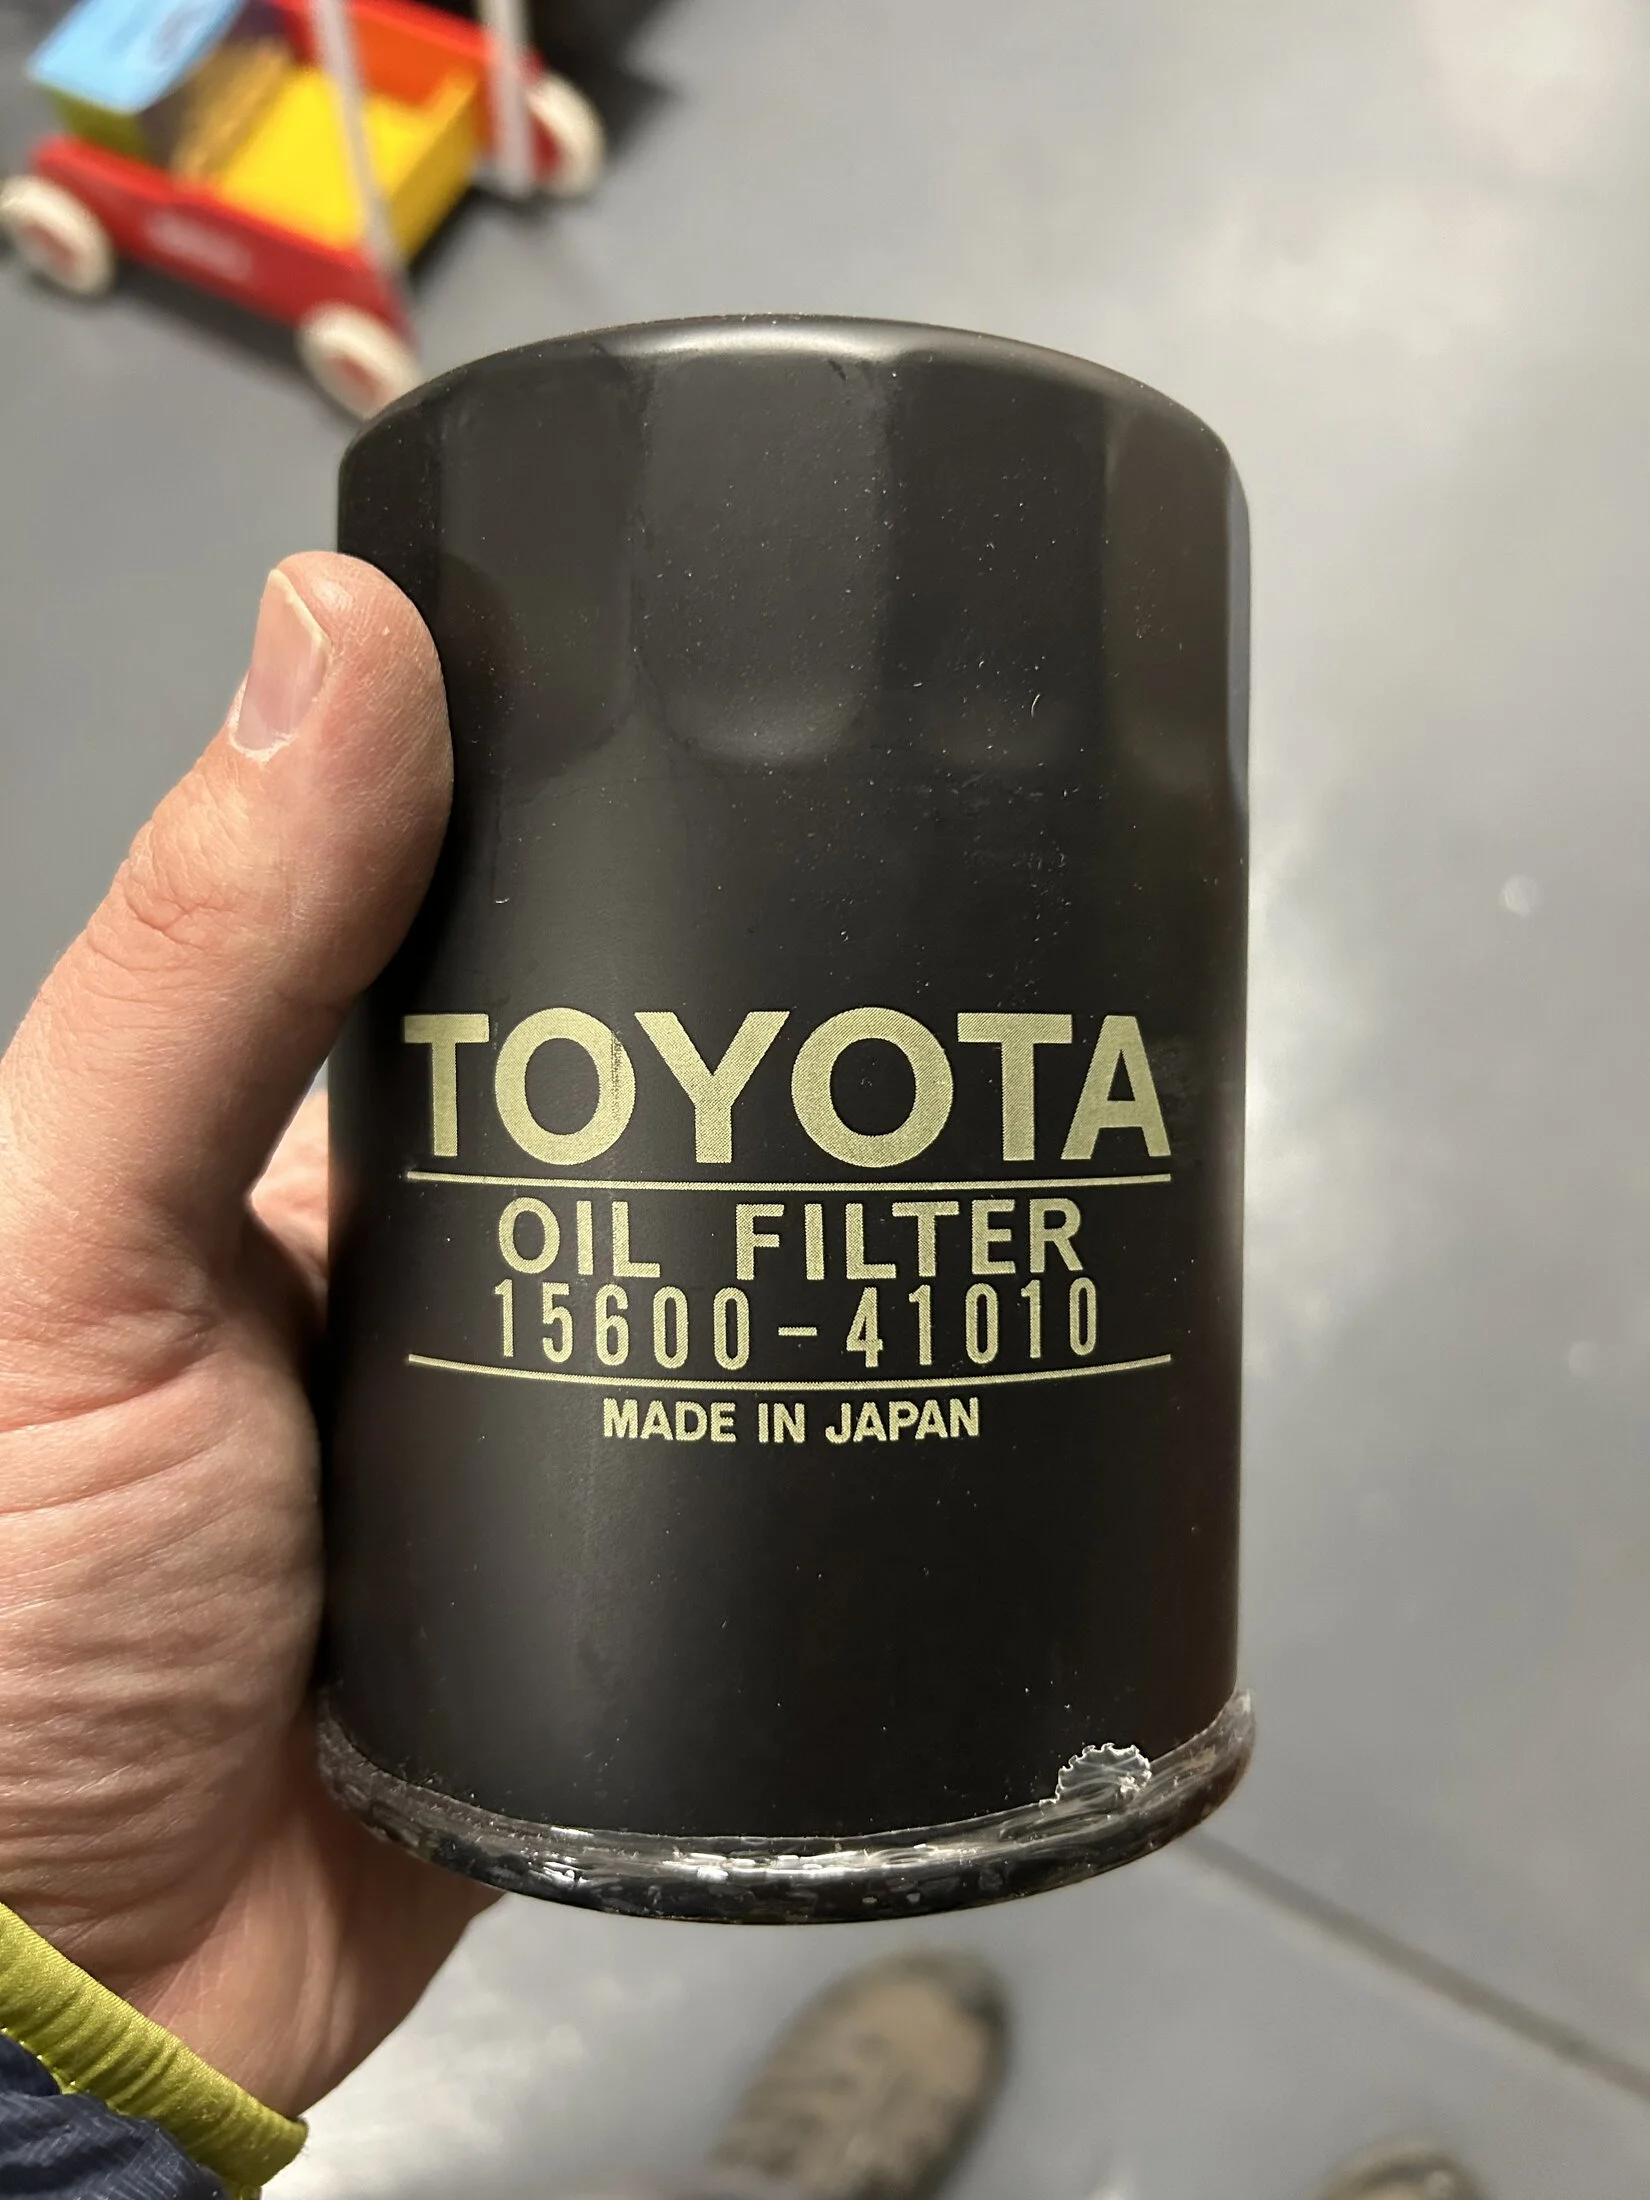 TOYOTA
OIL FILTER
15600-41010
MADE IN JAPAN